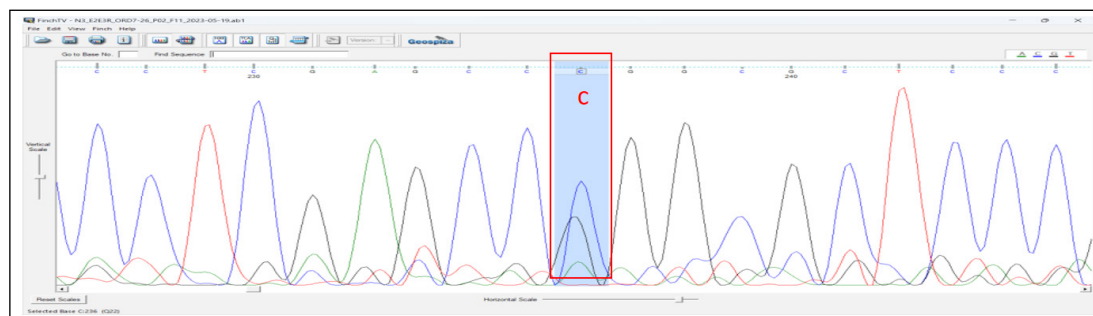 FinchTV - N3_E2E3R_ORD7-26_P02_F11_2023-05-19.ab1
File Edit View Finch Help
Version
Geospiza
Go to Base No.
Find Sequence
A C G T
C C T C G A G C C C G G C G C T C C C
230 240
C
Vertical
Scale
Reset Scales
Horizontal Scale
Selected Base C:236 (Q22)